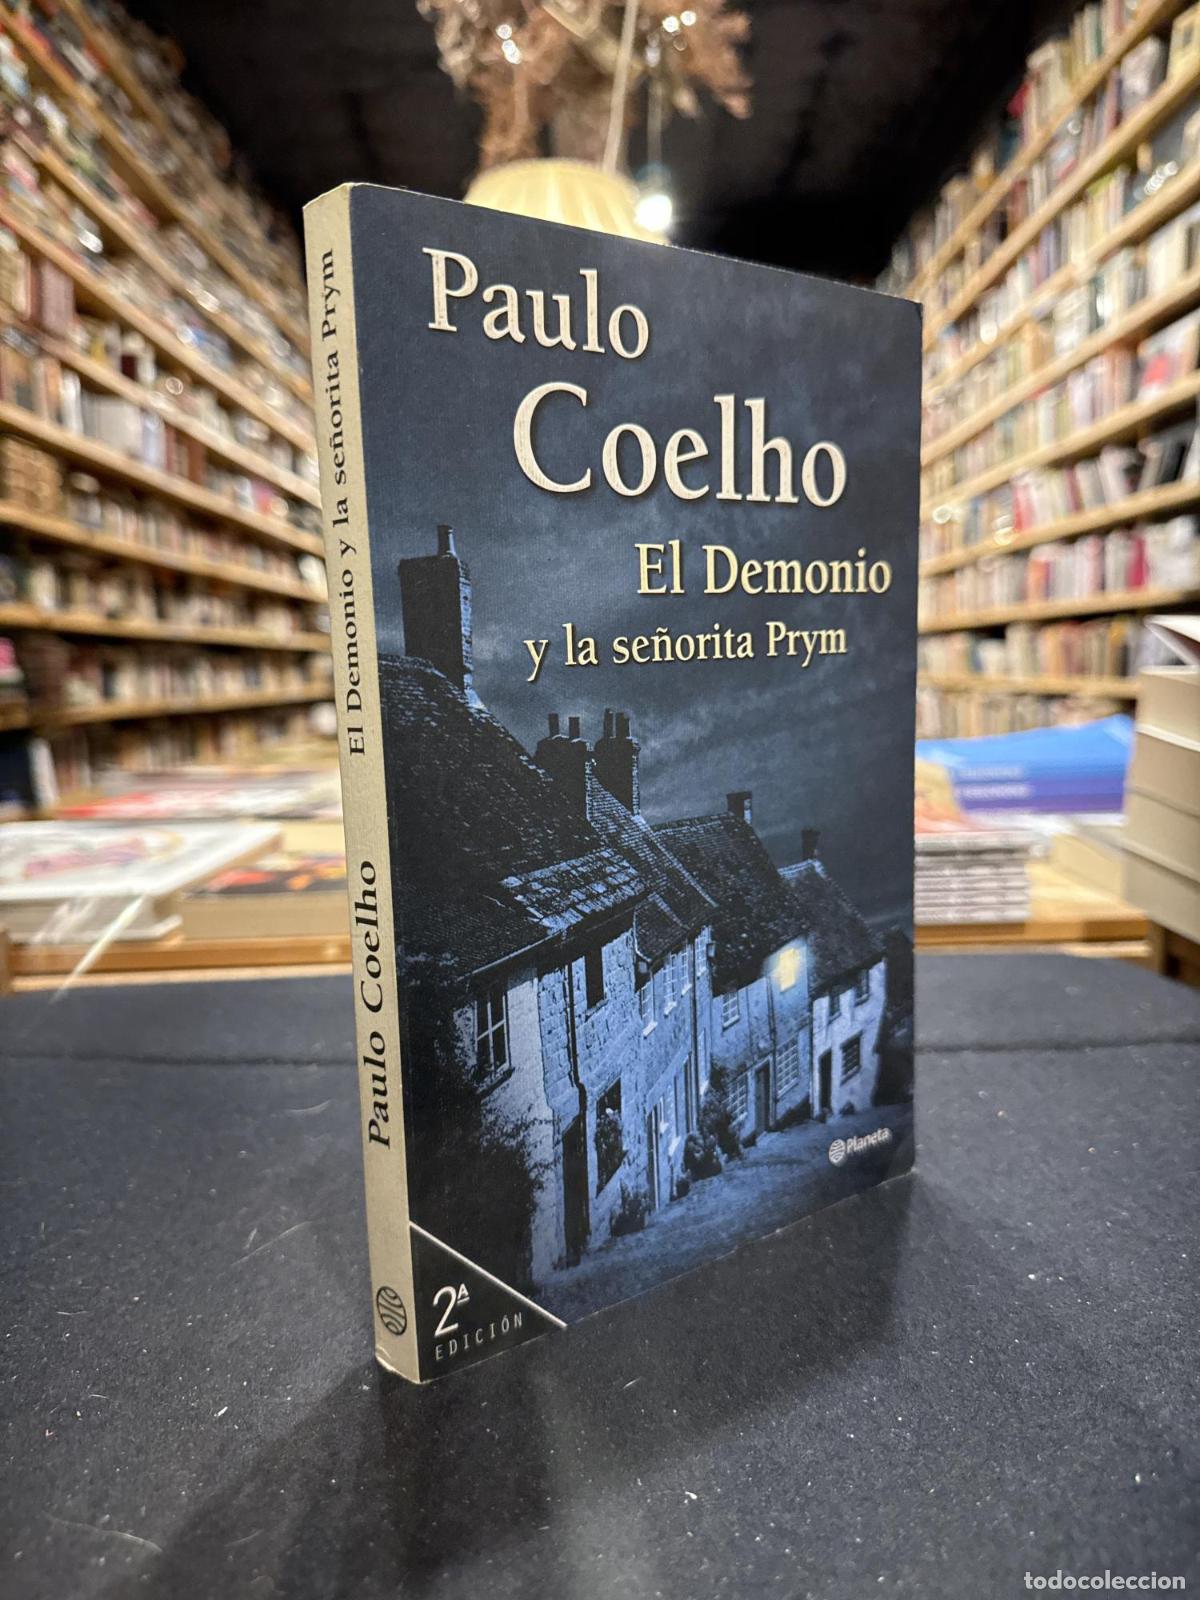 Paulo
Coelho
El Demonio
y la señorita Prym
Planeta
2ª
EDICIÓN
Paulo Coelho El Demonio y la señorita Prym
todocoleccion